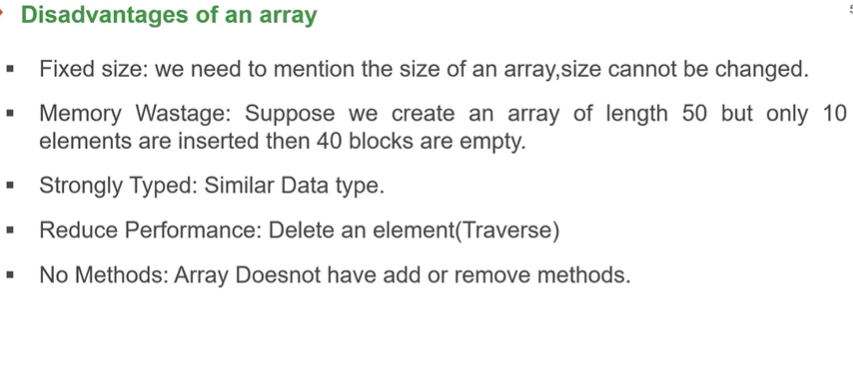 Disadvantages of an array
▪ Fixed size: we need to mention the size of an array,size cannot be changed.
▪ Memory Wastage: Suppose we create an array of length 50 but only 10
elements are inserted then 40 blocks are empty.
▪ Strongly Typed: Similar Data type.
▪ Reduce Performance: Delete an element(Traverse)
▪ No Methods: Array Doesnot have add or remove methods.